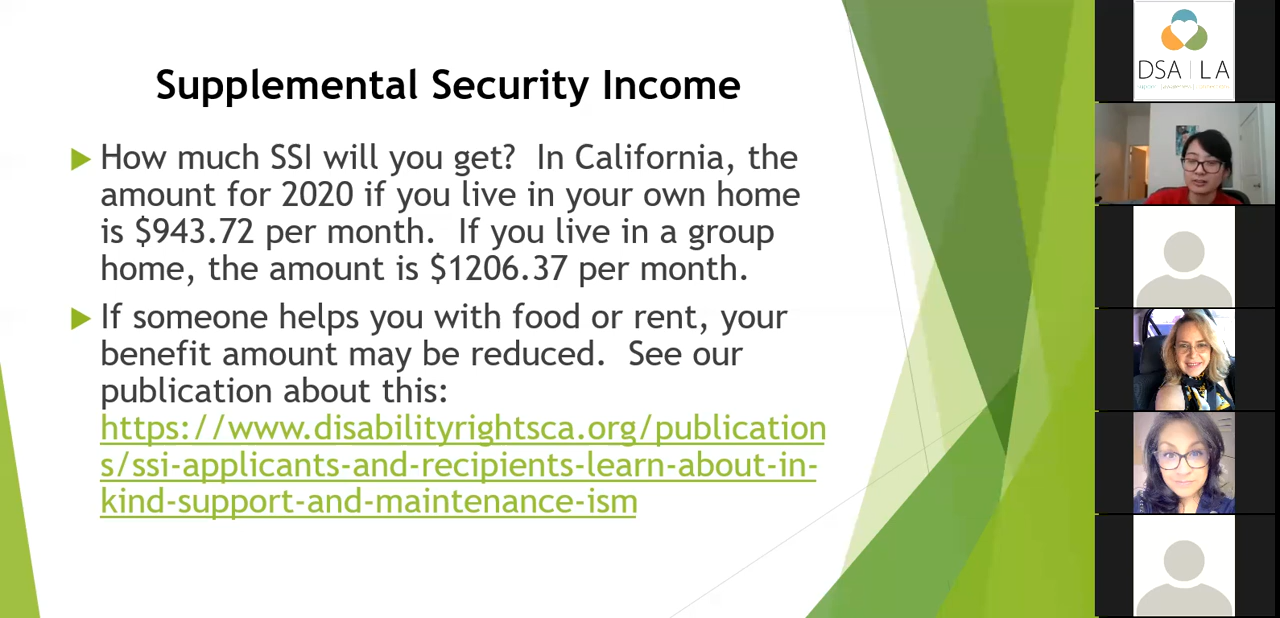 Supplemental Security Income
How much SSI will you get?  In California, the
amount for 2020 if you live in your own home
is $943.72 per month.  If you live in a group
home, the amount is $1206.37 per month.
If someone helps you with food or rent, your
benefit amount may be reduced.  See our
publication about this:
https://www.disabilityrightsca.org/publication
s/ssi-applicants-and-recipients-learn-about-in-
kind-support-and-maintenance-ism
DSA | LA